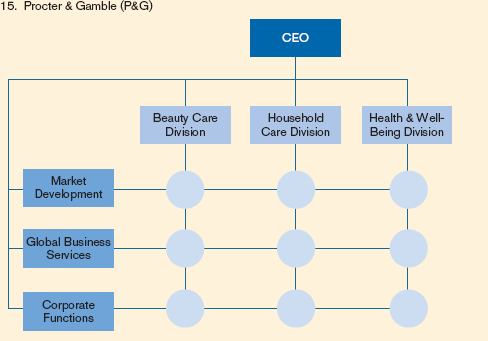 15. Procter & Gamble (P&G)
CEO
Beauty Care
Division
Household
Care Division
Health & Well-
Being Division
Market
Development
Global Business
Services
Corporate
Functions